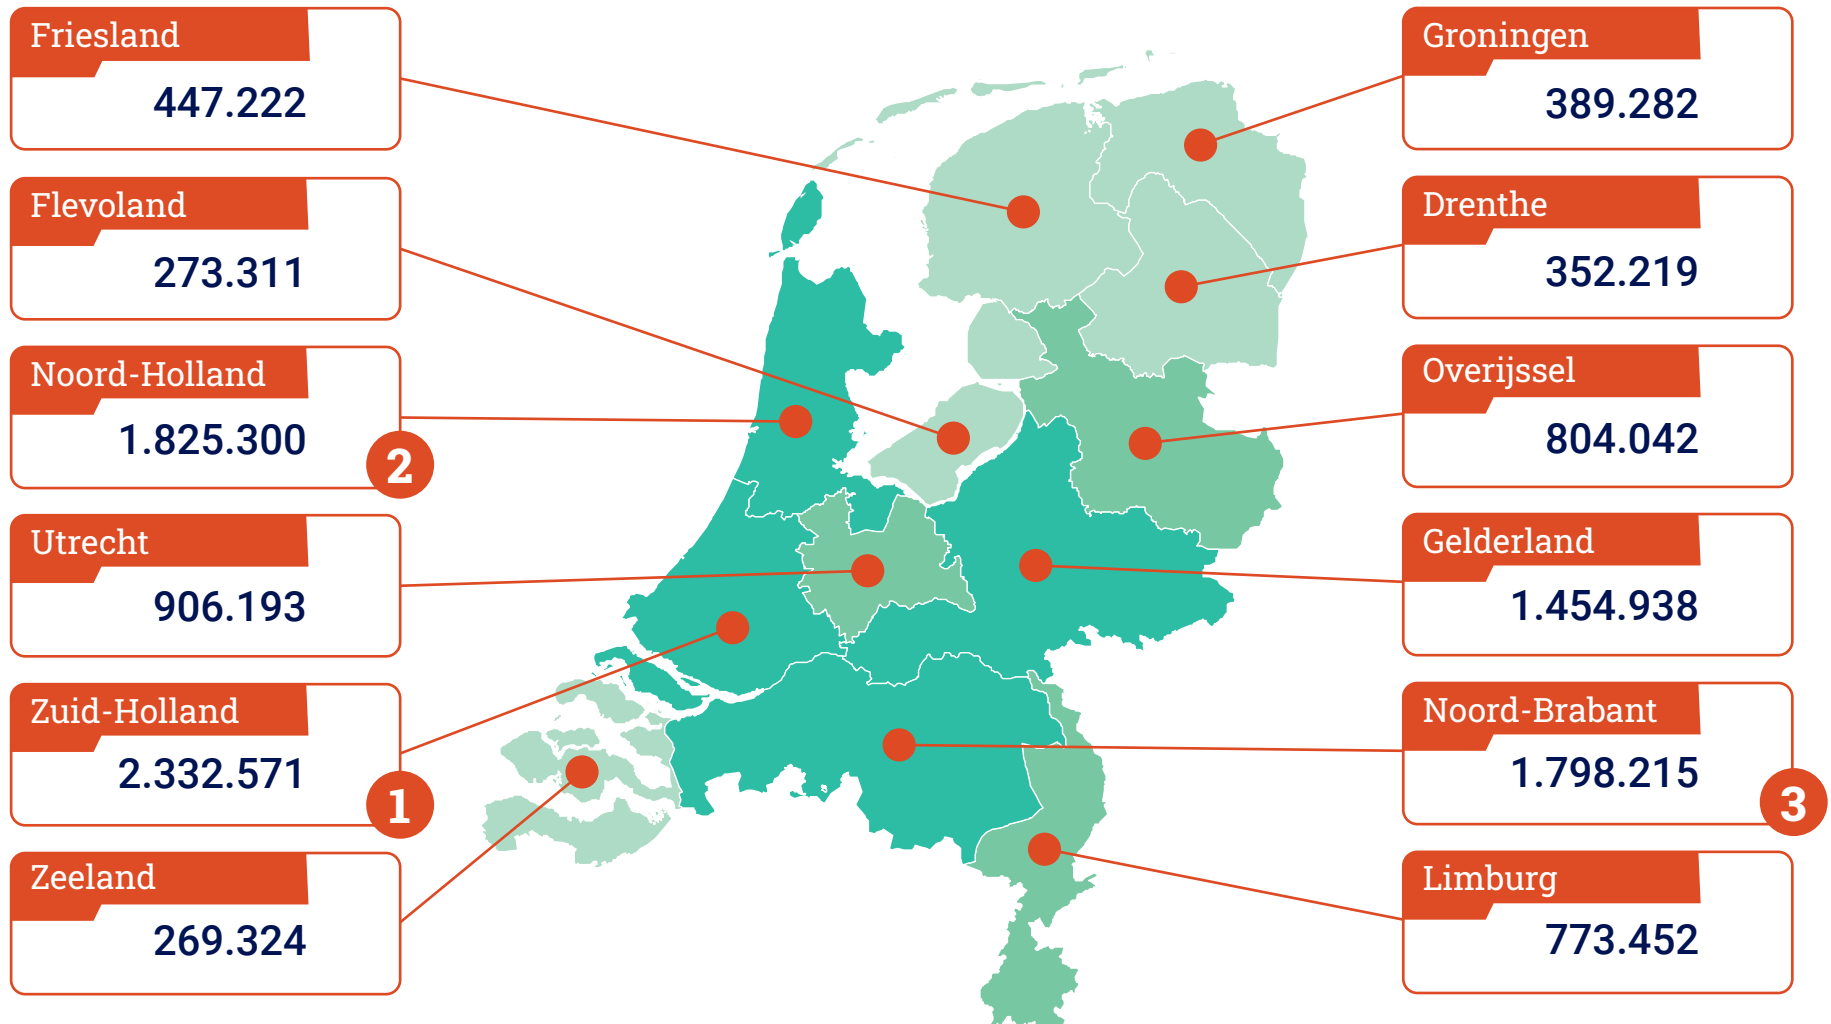 Friesland
447.222
Flevoland
273.311
Noord-Holland
1.825.300
2
Utrecht
906.193
Zuid-Holland
2.332.571
1
Zeeland
269.324
Groningen
389.282
Drenthe
352.219
Overijssel
804.042
Gelderland
1.454.938
Noord-Brabant
1.798.215
3
Limburg
773.452